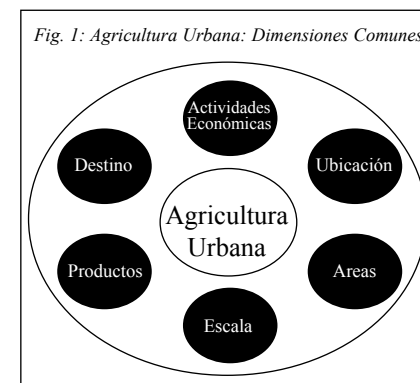 Fig. 1: Agricultura Urbana: Dimensiones Comunes
Actividades
Económicas
Destino
Ubicación
Agricultura
Urbana
Productos
Areas
Escala